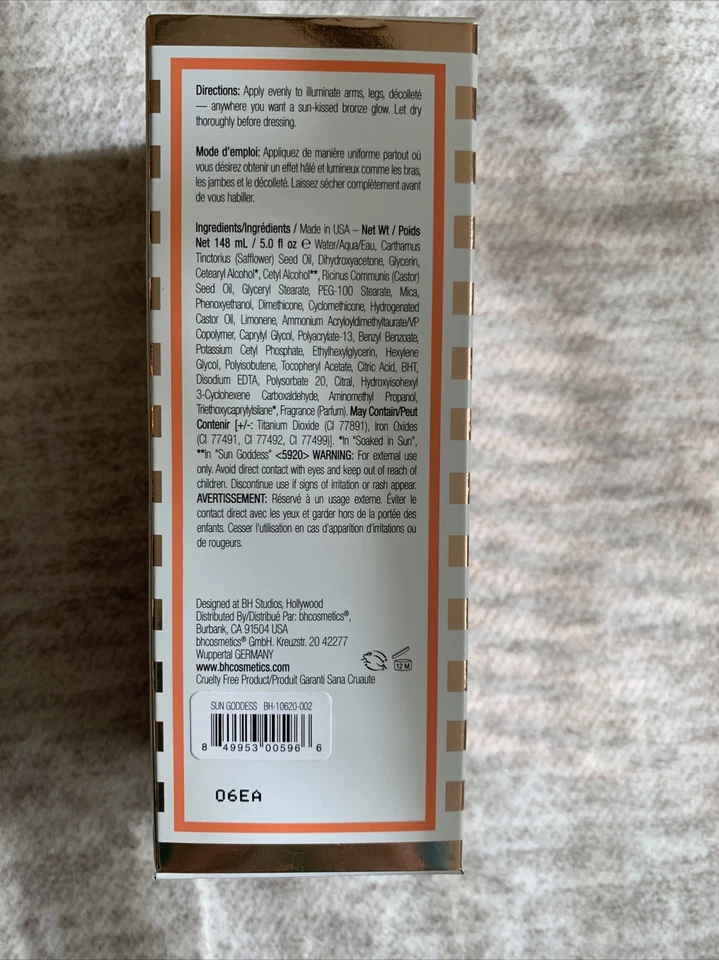 Directions: Apply evenly to illuminate arms, legs, décolleté
— anywhere you want a sun-kissed bronze glow. Let dry
thoroughly before dressing.
Mode d'emploi: Appliquez de manière uniforme partout où
vous désirez obtenir un effet hâlé et lumineux comme les bras,
les jambes et le décolleté. Laissez sécher complètement avant
de vous habiller.
Ingredients/Ingrédients / Made in USA – Net Wt / Poids
Net 148 mL / 5.0 fl oz ℮ Water/Aqua/Eau, Carthamus
Tinctorius (Safflower) Seed Oil, Dihydroxyacetone, Glycerin,
Cetearyl Alcohol*, Cetyl Alcohol**, Ricinus Communis (Castor)
Seed Oil, Glyceryl Stearate, PEG-100 Stearate, Mica,
Phenoxyethanol, Dimethicone, Cyclomethicone, Hydrogenated
Castor Oil, Limonene, Ammonium Acryloyldimethyltaurate/VP
Copolymer, Caprylyl Glycol, Polyacrylate-13, Benzyl Benzoate,
Potassium Cetyl Phosphate, Ethylhexylglycerin, Hexylene
Glycol, Polyisobutene, Tocopheryl Acetate, Citric Acid, BHT,
Disodium EDTA, Polysorbate 20, Citral, Hydroxyisohexyl
3-Cyclohexene Carboxaldehyde, Aminomethyl Propanol,
Triethoxycaprylylsilane*, Fragrance (Parfum). May Contain/Peut
Contenir [+/-: Titanium Dioxide (CI 77891), Iron Oxides
(CI 77491, CI 77492, CI 77499)]. *In "Soaked in Sun",
**In "Sun Goddess" <5920> WARNING: For external use
only. Avoid direct contact with eyes and keep out of reach of
children. Discontinue use if signs of irritation or rash appear.
AVERTISSEMENT: Réservé à un usage externe. Éviter le
contact direct avec les yeux et garder hors de la portée des
enfants. Cesser l'utilisation en cas d'apparition d'irritations ou
de rougeurs.
Designed at BH Studios, Hollywood
Distributed By/Distribué Par: bhcosmetics®,
Burbank, CA 91504 USA
bhcosmetics® GmbH. Kreuzstr. 20 42277
Wuppertal GERMANY
www.bhcosmetics.com
12 M
Cruelty Free Product/Produit Garanti Sana Cruaute
SUN GODDESS BH-10620-002
8 49953 00596 6
06EA